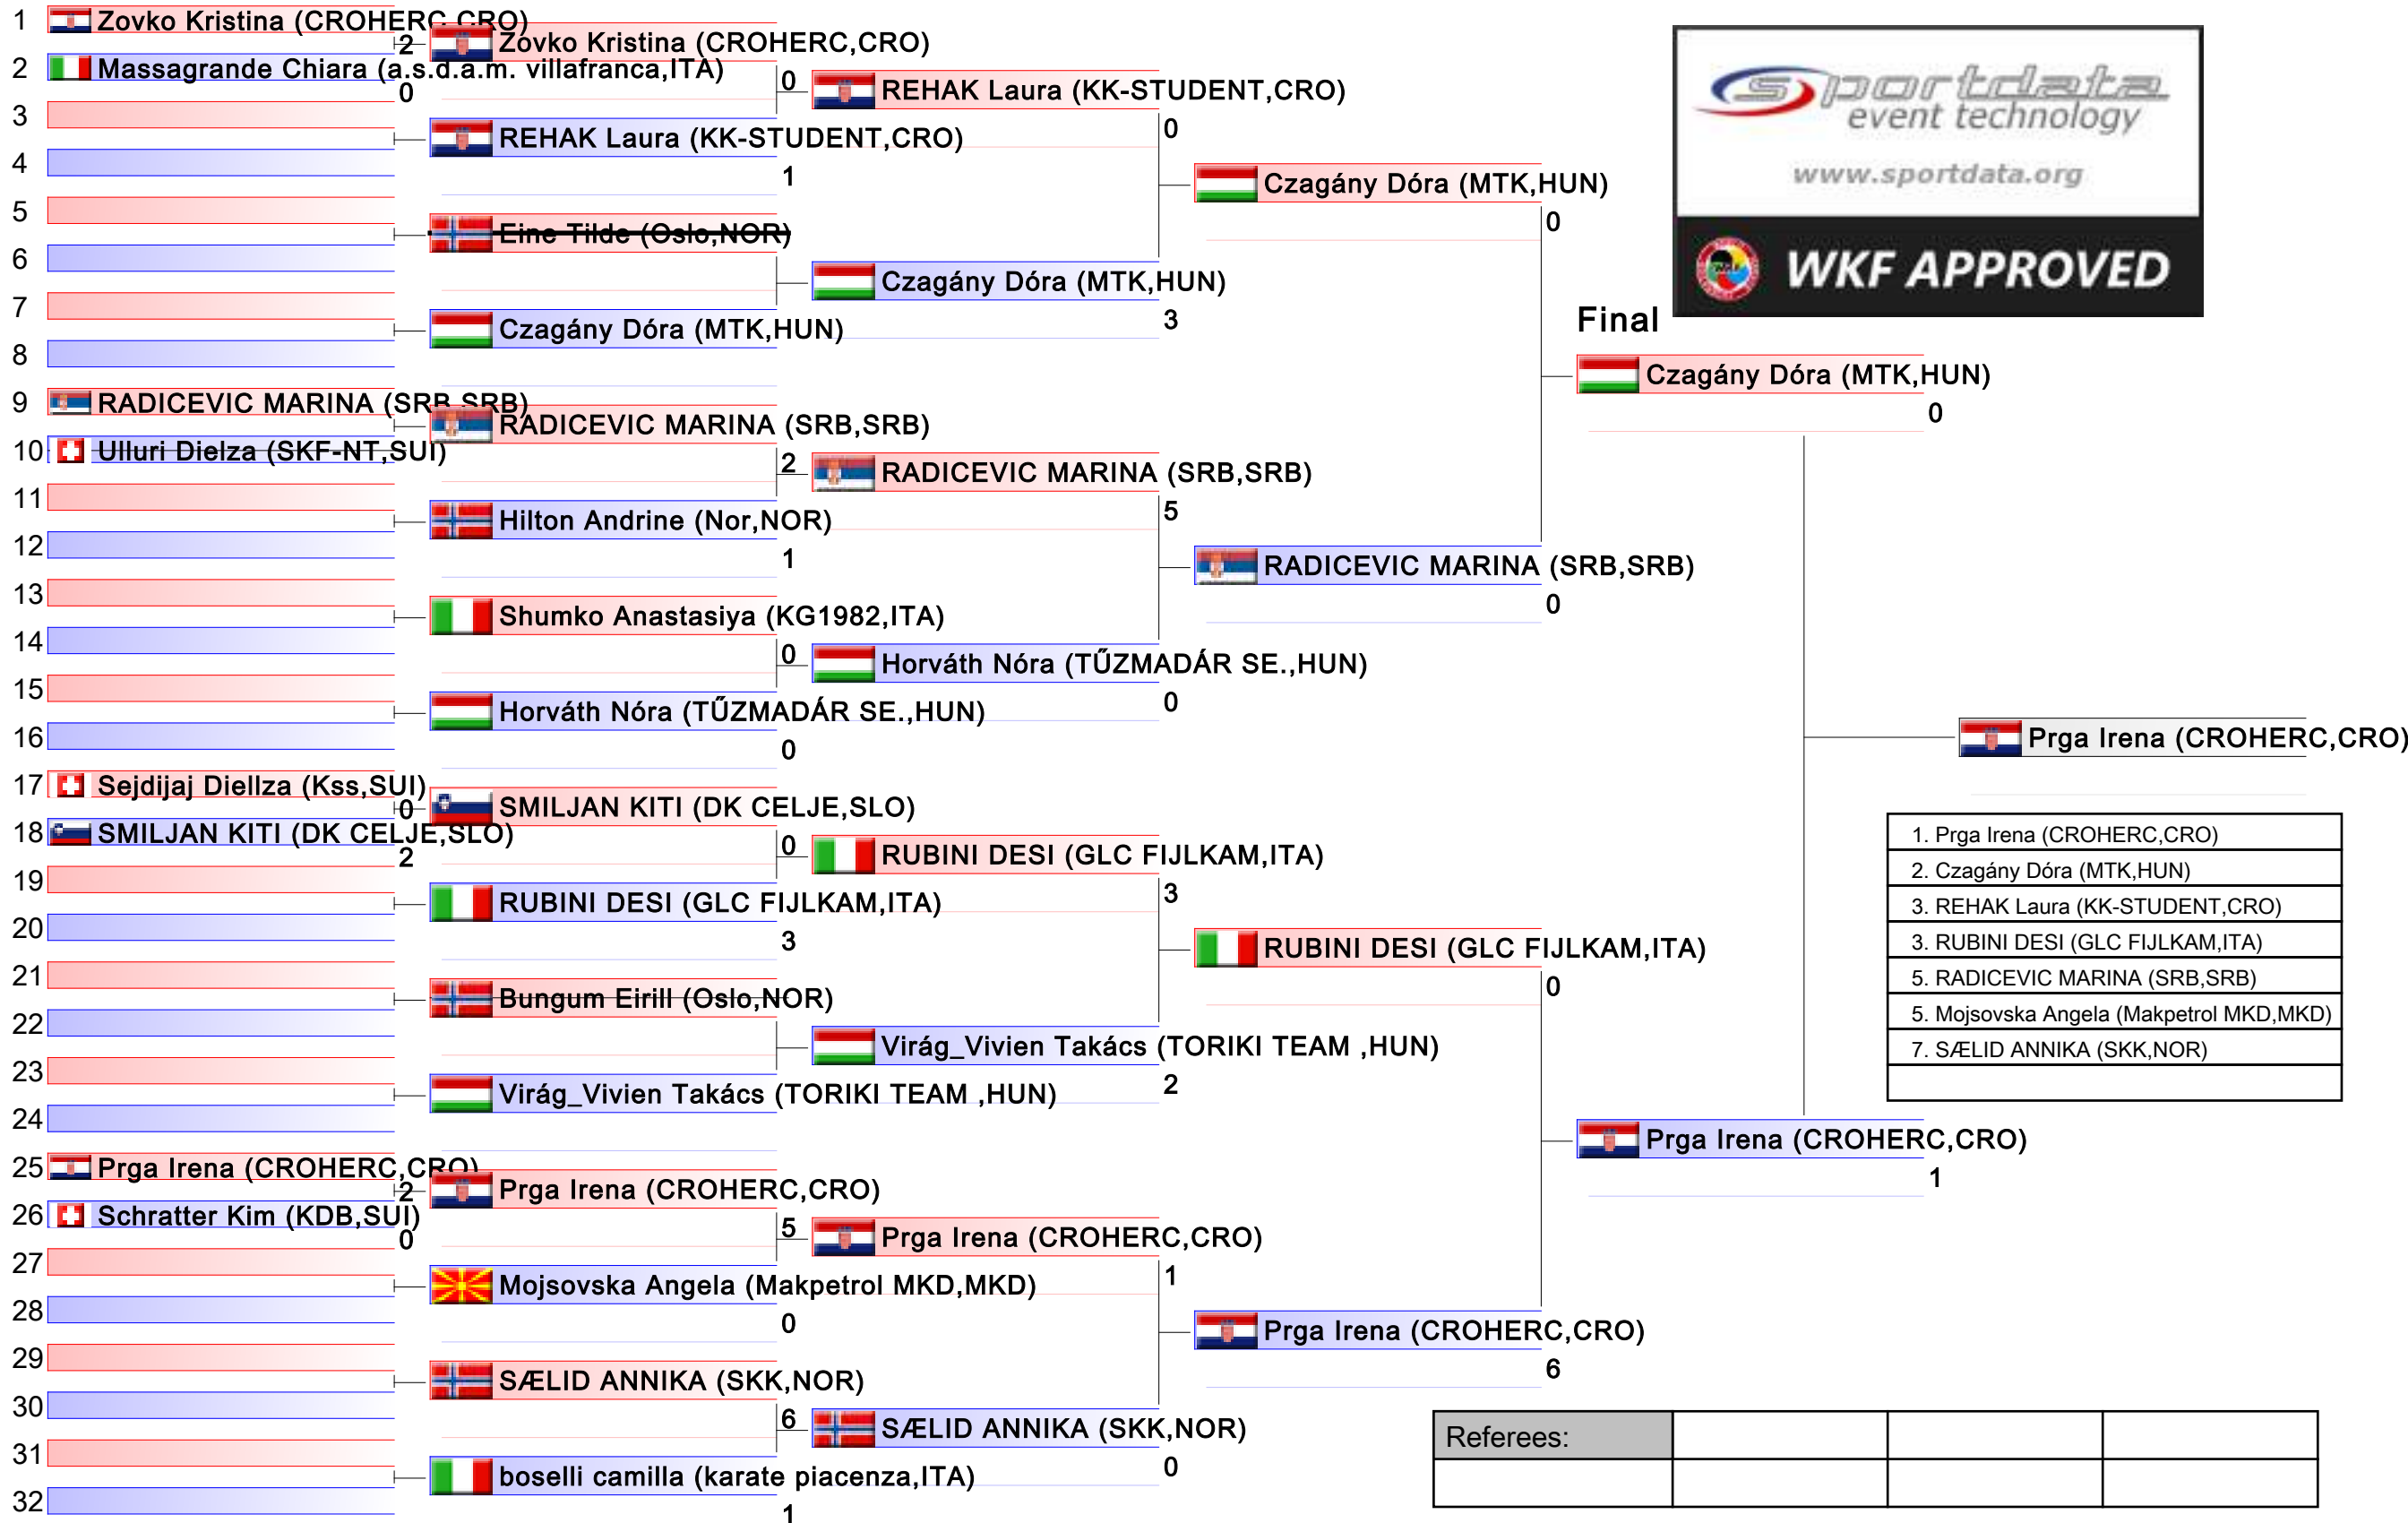 1 Zovko Kristina (CROHERC,CRO)
2
2 Massagrande Chiara (a.s.d.a.m. villafranca,ITA)
0
3
4
5
6
7
8
9 RADICEVIC MARINA (SRB,SRB)
10 Ulluri Dielza (SKF-NT,SUI)
11
12
13
14
15
16
17 Sejdijaj Diellza (Kss,SUI)
0
18 SMILJAN KITI (DK CELJE,SLO)
2
19
20
21
22
23
24
25 Prga Irena (CROHERC,CRO)
2
26 Schratter Kim (KDB,SUI)
0
27
28
29
30
31
32
Zovko Kristina (CROHERC,CRO)
0
REHAK Laura (KK-STUDENT,CRO)
1
Eine Tilde (Oslo,NOR)
Czagány Dóra (MTK,HUN)
RADICEVIC MARINA (SRB,SRB)
2
Hilton Andrine (Nor,NOR)
1
Shumko Anastasiya (KG1982,ITA)
0
Horváth Nóra (TŰZMADÁR SE.,HUN)
0
SMILJAN KITI (DK CELJE,SLO)
0
RUBINI DESI (GLC FIJLKAM,ITA)
3
Bungum Eirill (Oslo,NOR)
Virág_Vivien Takács (TORIKI TEAM ,HUN)
Prga Irena (CROHERC,CRO)
5
Mojsovska Angela (Makpetrol MKD,MKD)
0
SÆLID ANNIKA (SKK,NOR)
6
boselli camilla (karate piacenza,ITA)
1
REHAK Laura (KK-STUDENT,CRO)
0
Czagány Dóra (MTK,HUN)
3
RADICEVIC MARINA (SRB,SRB)
5
Horváth Nóra (TŰZMADÁR SE.,HUN)
0
RUBINI DESI (GLC FIJLKAM,ITA)
3
Virág_Vivien Takács (TORIKI TEAM ,HUN)
2
Prga Irena (CROHERC,CRO)
1
SÆLID ANNIKA (SKK,NOR)
0
Czagány Dóra (MTK,HUN)
0
RADICEVIC MARINA (SRB,SRB)
0
RUBINI DESI (GLC FIJLKAM,ITA)
0
Prga Irena (CROHERC,CRO)
6
sportdata
event technology
www.sportdata.org
WKF APPROVED
Final
Czagány Dóra (MTK,HUN)
0
Prga Irena (CROHERC,CRO)
1
Prga Irena (CROHERC,CRO)
1. Prga Irena (CROHERC,CRO)
2. Czagány Dóra (MTK,HUN)
3. REHAK Laura (KK-STUDENT,CRO)
3. RUBINI DESI (GLC FIJLKAM,ITA)
5. RADICEVIC MARINA (SRB,SRB)
5. Mojsovska Angela (Makpetrol MKD,MKD)
7. SÆLID ANNIKA (SKK,NOR)
Referees: